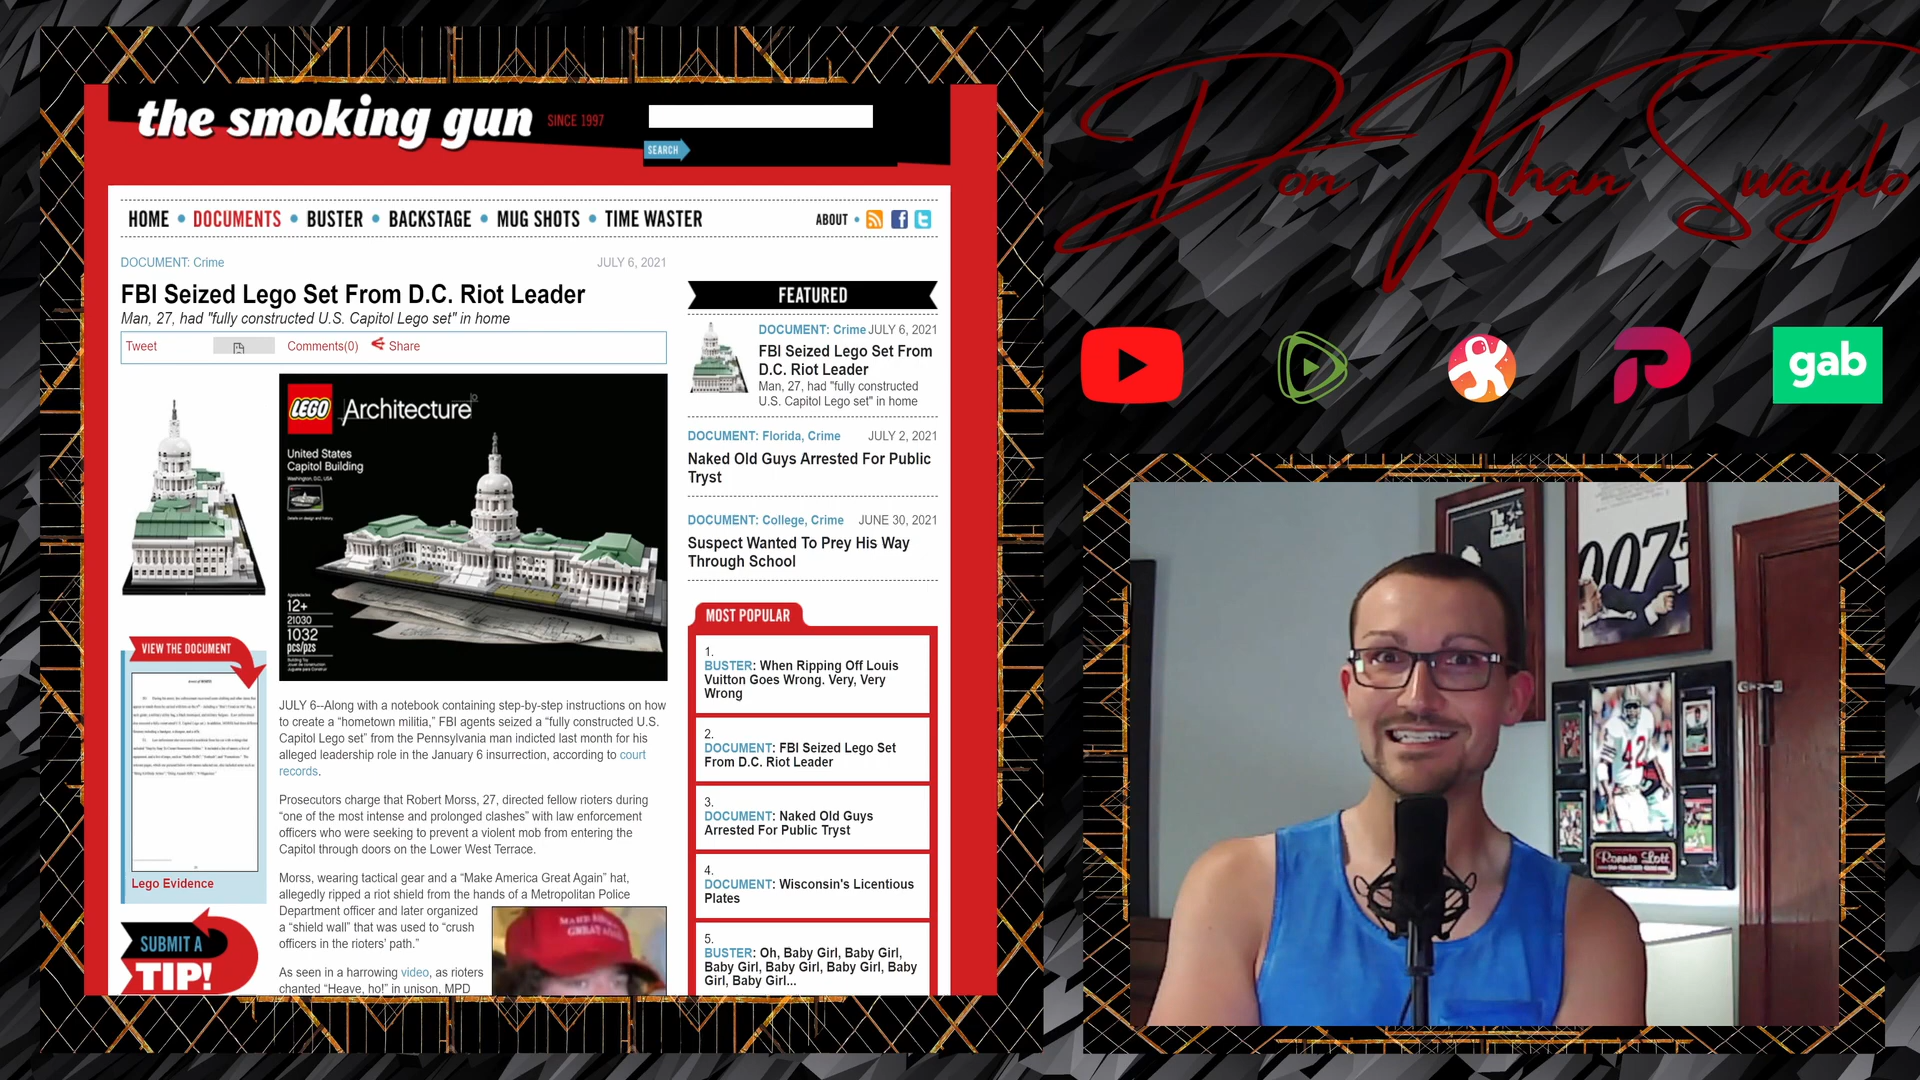 the smoking gun SINCE 1997
SEARCH
HOME • DOCUMENTS • BUSTER • BACKSTAGE • MUG SHOTS • TIME WASTER
ABOUT •
DOCUMENT: Crime
JULY 6, 2021
FBI Seized Lego Set From D.C. Riot Leader
Man, 27, had "fully constructed U.S. Capitol Lego set" in home
Tweet
Comments(0)
Share
LEGO Architecture
United States
Capitol Building
Washington, D.C., USA
12+
21030
1032
pcs/pzs
VIEW THE DOCUMENT
Lego Evidence
SUBMIT A
TIP!
JULY 6--Along with a notebook containing step-by-step instructions on how
to create a “hometown militia,” FBI agents seized a “fully constructed U.S.
Capitol Lego set” from the Pennsylvania man indicted last month for his
alleged leadership role in the January 6 insurrection, according to court
records.
Prosecutors charge that Robert Morss, 27, directed fellow rioters during
“one of the most intense and prolonged clashes” with law enforcement
officers who were seeking to prevent a violent mob from entering the
Capitol through doors on the Lower West Terrace.
Morss, wearing tactical gear and a “Make America Great Again” hat,
allegedly ripped a riot shield from the hands of a Metropolitan Police
Department officer and later organized
a “shield wall” that was used to “crush
officers in the rioters’ path.”
As seen in a harrowing video, as rioters
chanted “Heave, ho!” in unison, MPD
FEATURED
DOCUMENT: Crime JULY 6, 2021
FBI Seized Lego Set From
D.C. Riot Leader
Man, 27, had "fully constructed
U.S. Capitol Lego set" in home
DOCUMENT: Florida, Crime JULY 2, 2021
Naked Old Guys Arrested For Public
Tryst
DOCUMENT: College, Crime JUNE 30, 2021
Suspect Wanted To Prey His Way
Through School
MOST POPULAR
1.
BUSTER: When Ripping Off Louis
Vuitton Goes Wrong. Very, Very
Wrong
2.
DOCUMENT: FBI Seized Lego Set
From D.C. Riot Leader
3.
DOCUMENT: Naked Old Guys
Arrested For Public Tryst
4.
DOCUMENT: Wisconsin's Licentious
Plates
5.
BUSTER: Oh, Baby Girl, Baby Girl,
Baby Girl, Baby Girl, Baby Girl, Baby
Girl, Baby Girl...
Don Khan Swaylo
gab
007
42
Ronnie Lott